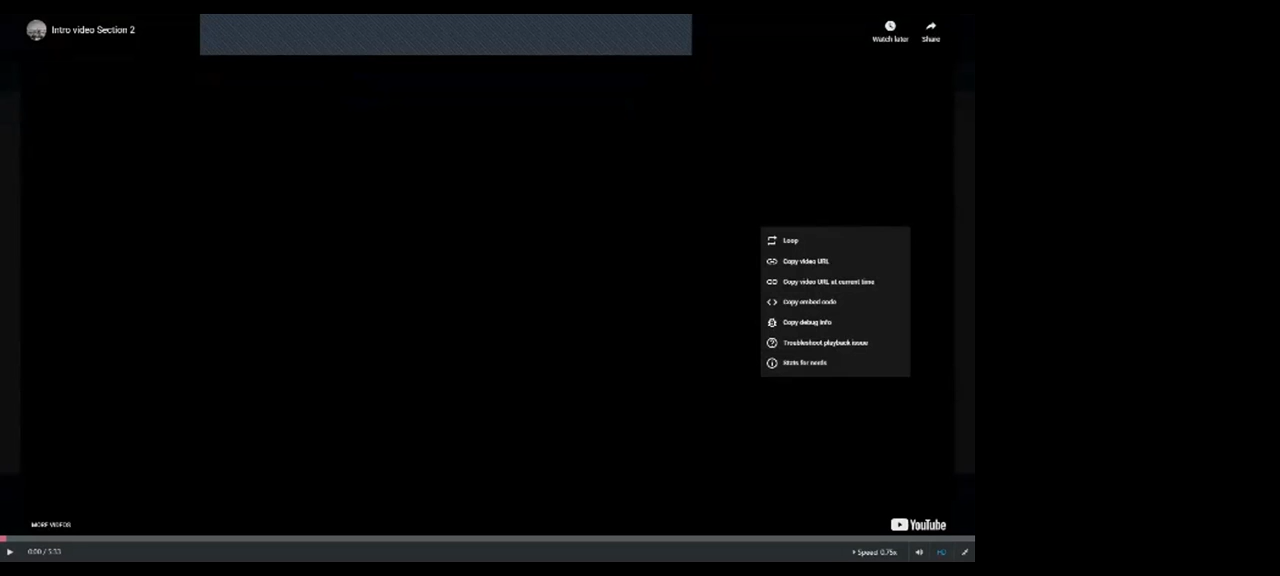 Intro video Section 2
Watch later
Share
Loop
Copy video URL
Copy video URL at current time
Copy embed code
Copy debug info
Troubleshoot playback issue
Stats for nerds
MORE VIDEOS
YouTube
0:00 / 5:33
Speed 0.75x
HD